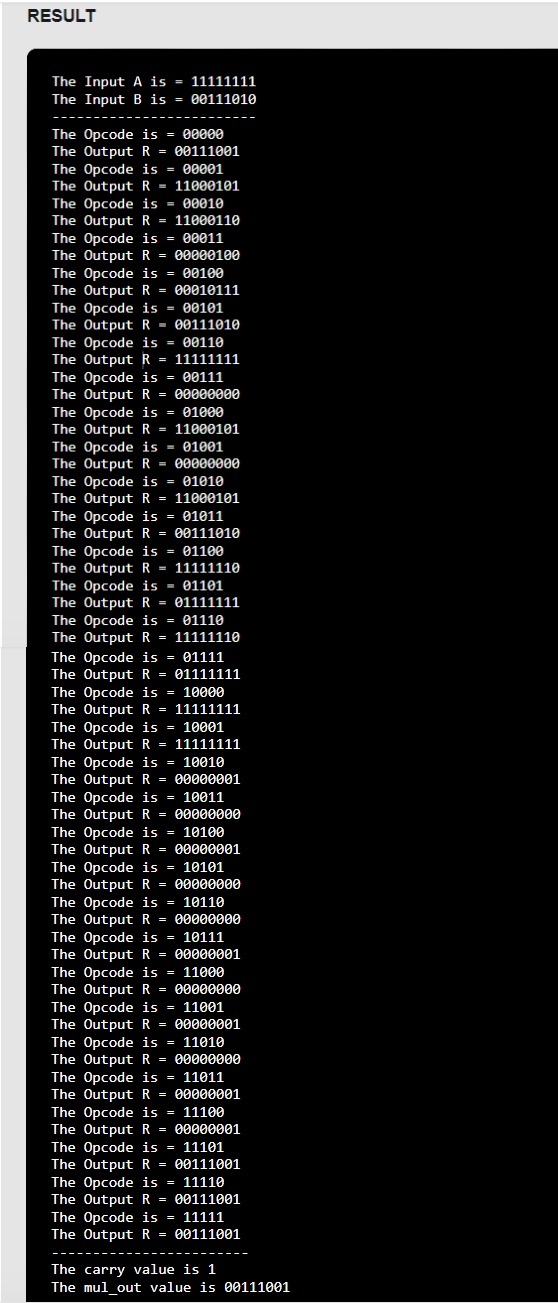 RESULT
The Input A is = 11111111
The Input B is = 00111010
-------------------------
The Opcode is = 00000
The Output R = 00111001
The Opcode is = 00001
The Output R = 11000101
The Opcode is = 00010
The Output R = 11000110
The Opcode is = 00011
The Output R = 00000100
The Opcode is = 00100
The Output R = 00010111
The Opcode is = 00101
The Output R = 00111010
The Opcode is = 00110
The Output R = 11111111
The Opcode is = 00111
The Output R = 00000000
The Opcode is = 01000
The Output R = 11000101
The Opcode is = 01001
The Output R = 00000000
The Opcode is = 01010
The Output R = 11000101
The Opcode is = 01011
The Output R = 00111010
The Opcode is = 01100
The Output R = 11111110
The Opcode is = 01101
The Output R = 01111111
The Opcode is = 01110
The Output R = 11111110
The Opcode is = 01111
The Output R = 01111111
The Opcode is = 10000
The Output R = 11111111
The Opcode is = 10001
The Output R = 11111111
The Opcode is = 10010
The Output R = 00000001
The Opcode is = 10011
The Output R = 00000000
The Opcode is = 10100
The Output R = 00000001
The Opcode is = 10101
The Output R = 00000000
The Opcode is = 10110
The Output R = 00000000
The Opcode is = 10111
The Output R = 00000001
The Opcode is = 11000
The Output R = 00000000
The Opcode is = 11001
The Output R = 00000001
The Opcode is = 11010
The Output R = 00000000
The Opcode is = 11011
The Output R = 00000001
The Opcode is = 11100
The Output R = 00000001
The Opcode is = 11101
The Output R = 00111001
The Opcode is = 11110
The Output R = 00111001
The Opcode is = 11111
The Output R = 00111001
------------------------
The carry value is 1
The mul_out value is 00111001